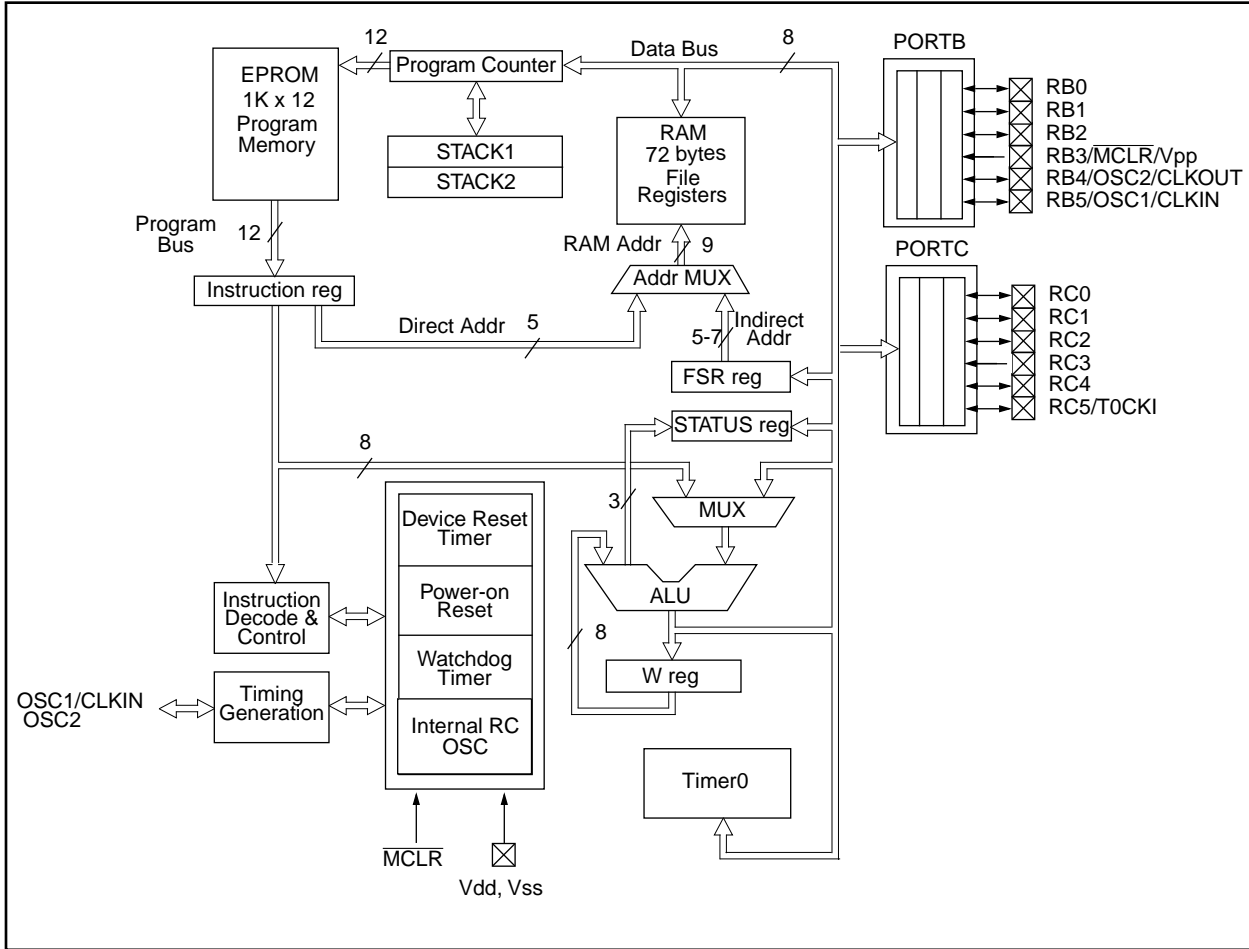 12
Data Bus
8
PORTB
EPROM
1K x 12
Program
Memory
Program Counter
STACK1
STACK2
RAM
72 bytes
File
Registers
RB0
RB1
RB2
RB3/MCLR/Vpp
RB4/OSC2/CLKOUT
RB5/OSC1/CLKIN
Program
Bus
12
RAM Addr
9
PORTC
Instruction reg
Addr MUX
Direct Addr
5
5-7
Indirect
Addr
RC0
RC1
RC2
RC3
RC4
RC5/T0CKI
FSR reg
STATUS reg
8
3
MUX
Device Reset
Timer
Power-on
Reset
Watchdog
Timer
Internal RC
OSC
Instruction
Decode &
Control
ALU
8
W reg
OSC1/CLKIN
OSC2
Timing
Generation
Timer0
MCLR
Vdd, Vss